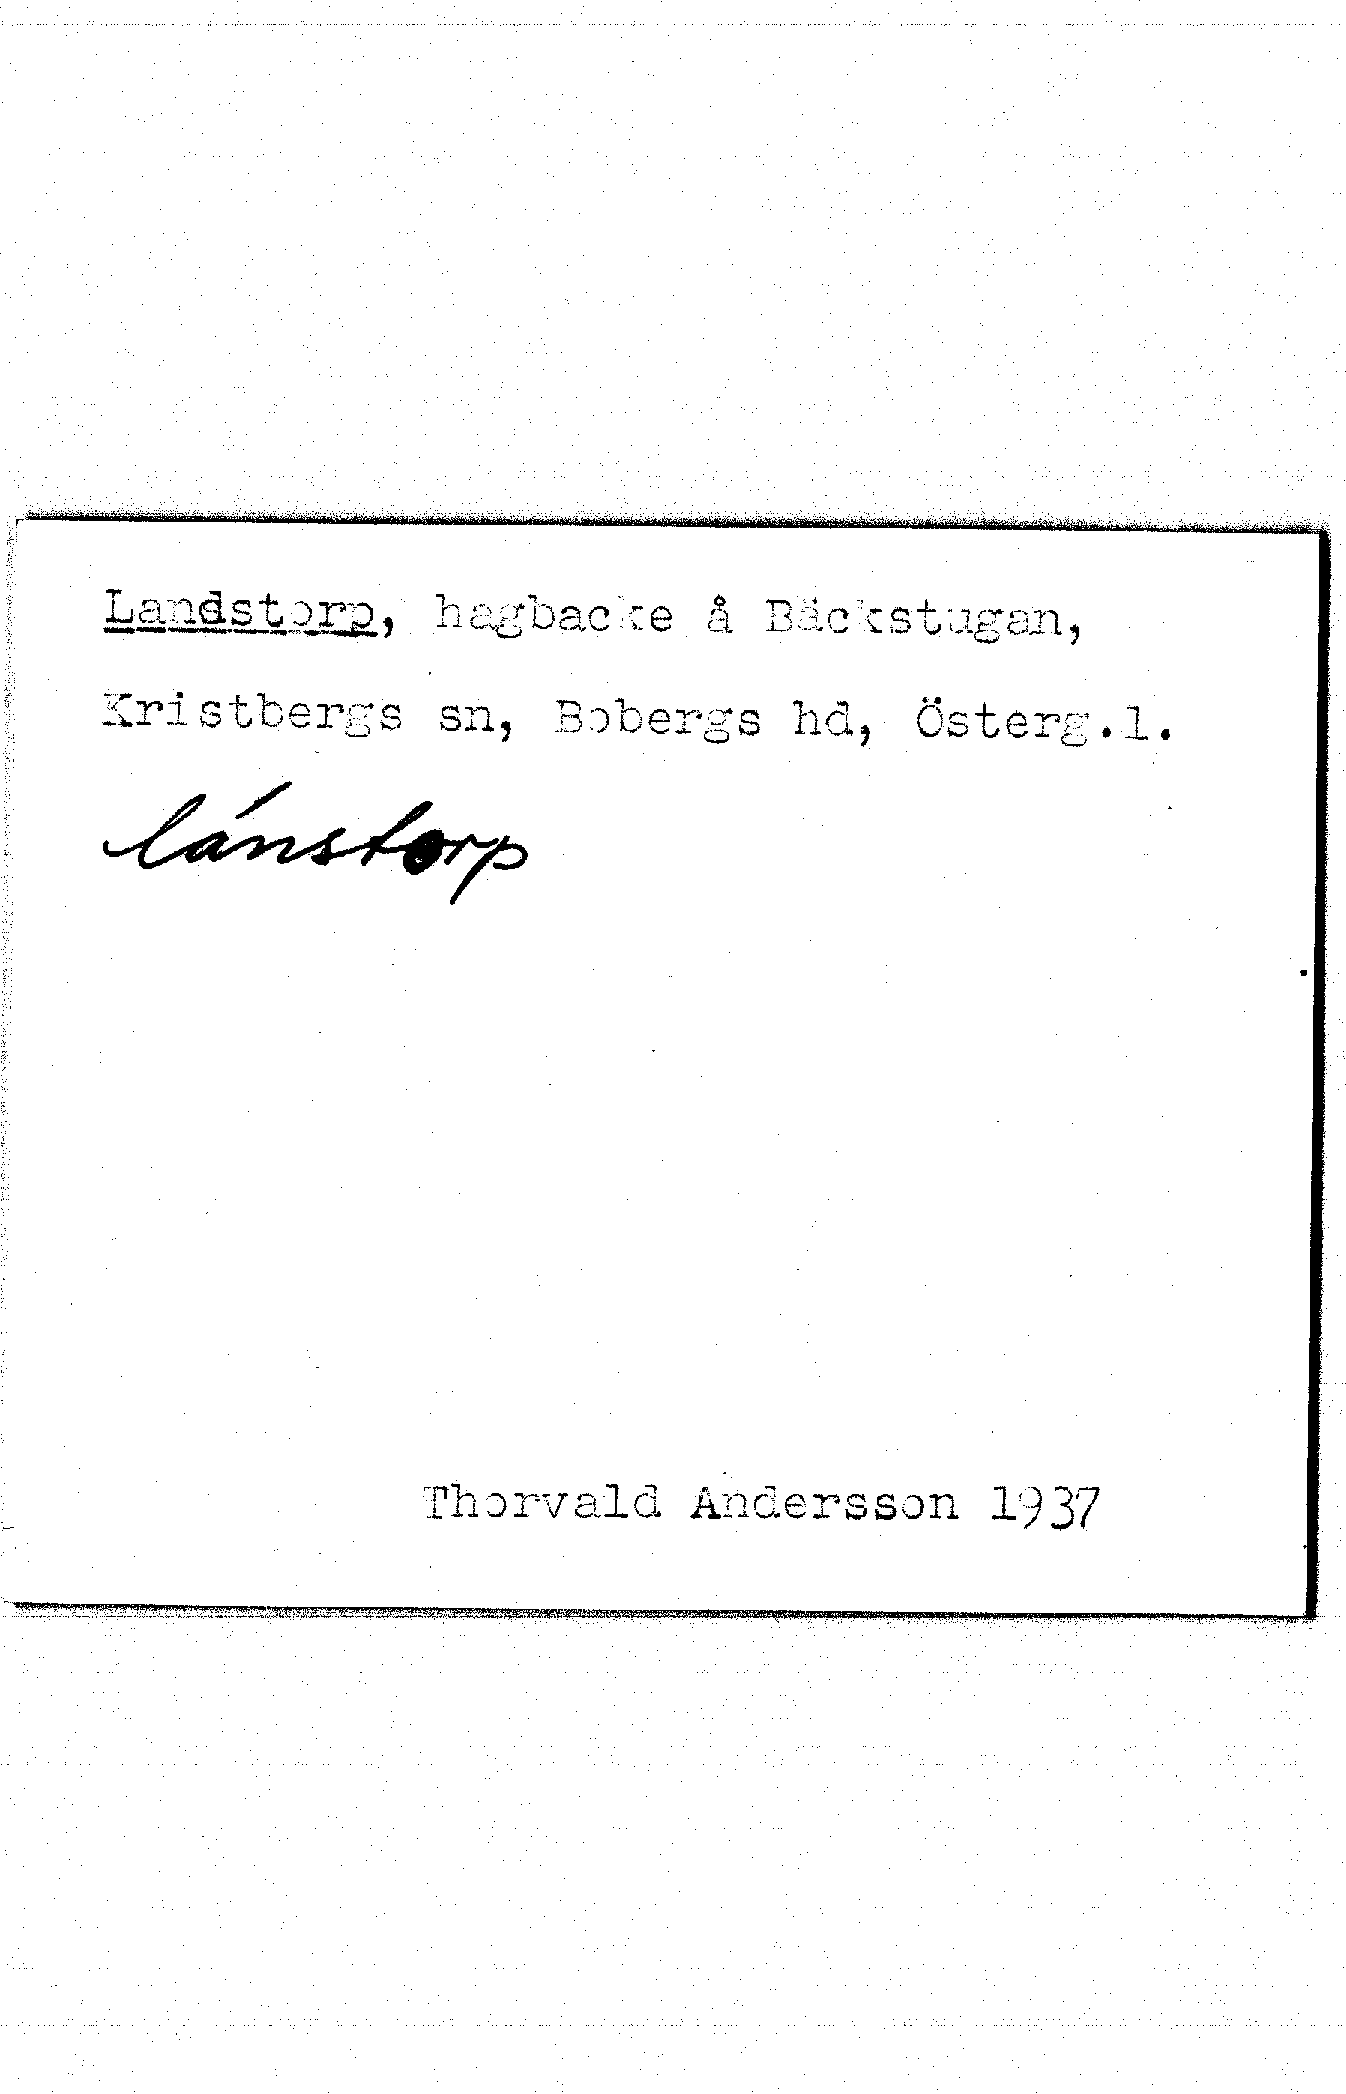 Landstorp, hagbacke å Bäckstugan,
Kristbergs sn, Bobergs hd, Österg.l.
lánstorp
Thorvald Andersson 1937